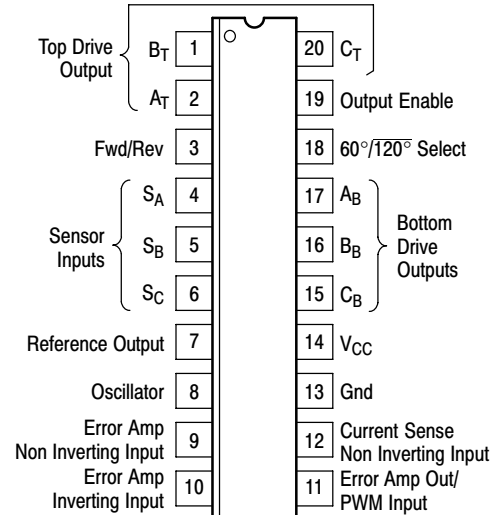 Top Drive
Output
B_T 1
20 C_T
A_T 2
19 Output Enable
Fwd/Rev 3
18 60°/120° Select
Sensor
Inputs
S_A 4
17 A_B
S_B 5
16 B_B
S_C 6
15 C_B
Bottom
Drive
Outputs
Reference Output 7
14 V_CC
Oscillator 8
13 Gnd
Error Amp
Non Inverting Input
9
12
Current Sense
Non Inverting Input
Error Amp
Inverting Input
10
11
Error Amp Out/
PWM Input